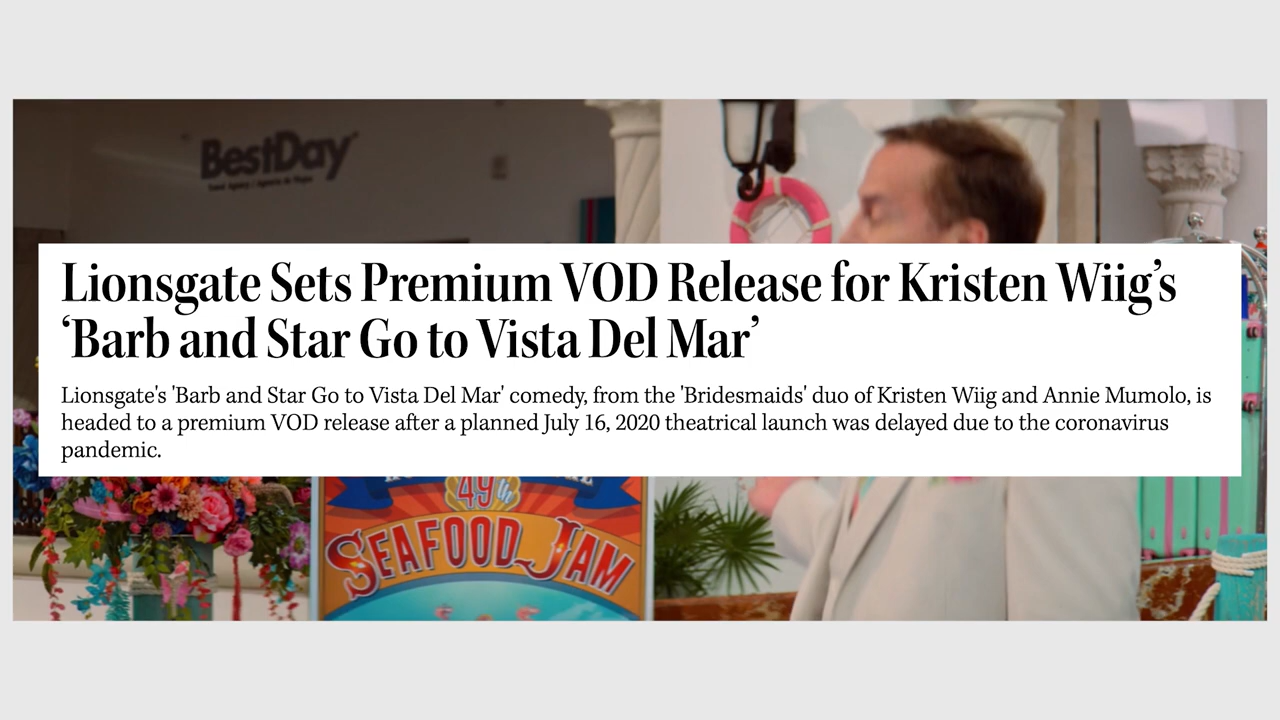 BestDay
Lionsgate Sets Premium VOD Release for Kristen Wiig’s
‘Barb and Star Go to Vista Del Mar’
Lionsgate's 'Barb and Star Go to Vista Del Mar' comedy, from the 'Bridesmaids' duo of Kristen Wiig and Annie Mumolo, is
headed to a premium VOD release after a planned July 16, 2020 theatrical launch was delayed due to the coronavirus
pandemic.
49th
SEAFOOD JAM